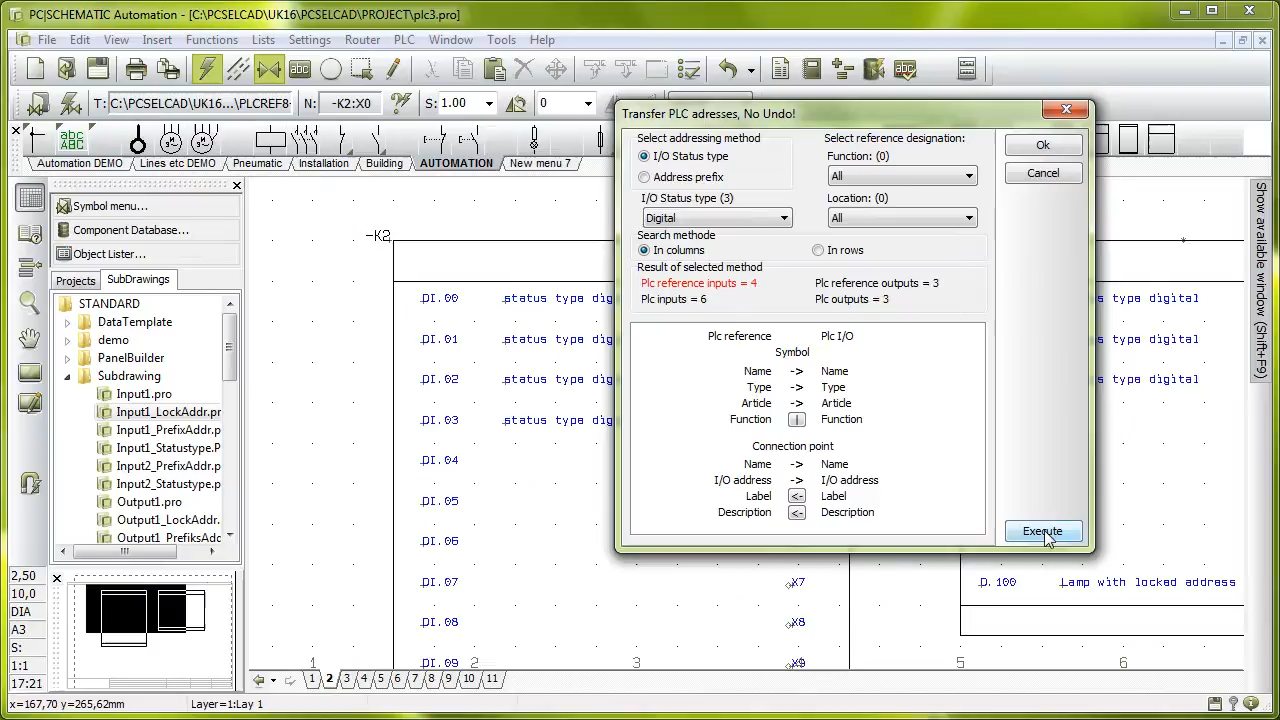 PC|SCHEMATIC Automation - [C:\PCSELCAD\UK16\PCSELCAD\PROJECT\plc3.pro]
File Edit View Insert Functions Lists Settings Router PLC Window Tools Help
T: C:\PCSELCAD\UK16...\PLCREF8 N: -K2:X0 S: 1.00 0
Automation DEMO Lines etc DEMO Pneumatic Installation Building AUTOMATION New menu 7
Symbol menu...
Component Database...
Object Lister...
Projects SubDrawings
STANDARD
DataTemplate
demo
PanelBuilder
Subdrawing
Input1.pro
Input1_LockAddr.pr
Input1_PrefixAddr.p
Input1_Statustype.P
Input2_PrefixAddr.p
Input2_Statustype.p
Output1.pro
Output1_LockAddr.
Output1_PrefiksAdd
2,50
10,0
DIA
A3
S:
1:1
17:21
-K2
DI.00 status type dig
DI.01 status type dig
DI.02 status type dig
DI.03 status type dig
DI.04
DI.05
DI.06
DI.07 X7
DI.08 X8
DI.09 X9
Transfer PLC adresses, No Undo!
Select addressing method
I/O Status type
Address prefix
I/O Status type (3)
Digital
Select reference designation:
Function: (0)
All
Location: (0)
All
Search methode
In columns In rows
Result of selected method
Plc reference inputs = 4 Plc reference outputs = 3
Plc inputs = 6 Plc outputs = 3
Plc reference Plc I/O
Symbol
Name -> Name
Type -> Type
Article -> Article
Function | Function
Connection point
Name -> Name
I/O address -> I/O address
Label <- Label
Description <- Description
Ok
Cancel
Execute
s type digital
s type digital
s type digital
D.100 Lamp with locked address
Show available window (Shift+F9)
1 2 3 4 5 6
1 2 3 4 5 6 7 8 9 10 11
x=167,70 y=265,62mm Layer=1:Lay 1